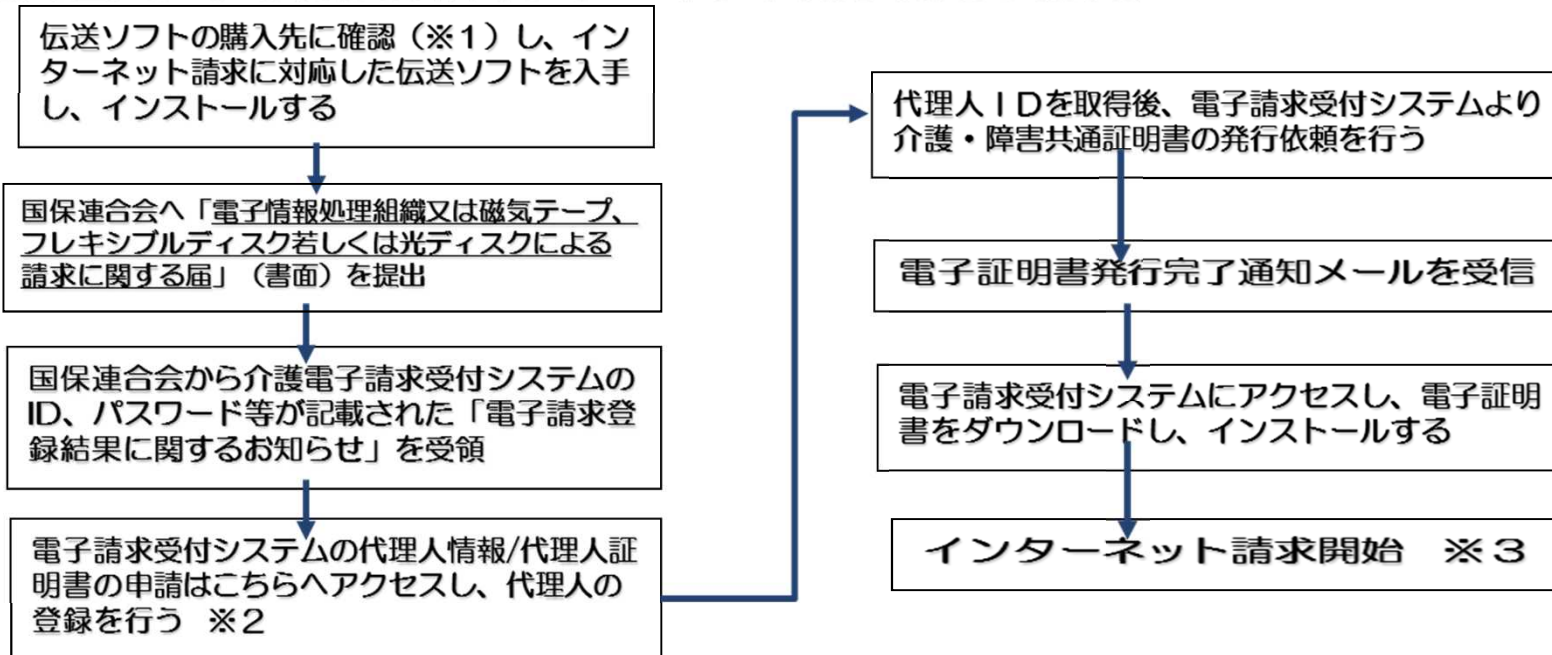 伝送ソフトの購入先に確認（※１）し、イン
ターネット請求に対応した伝送ソフトを入手
し、インストールする
国保連合会へ「電子情報処理組織又は磁気テープ、
フレキシブルディスク若しくは光ディスクによる
請求に関する届」（書面）を提出
国保連合会から介護電子請求受付システムの
ID、パスワード等が記載された「電子請求登
録結果に関するお知らせ」を受領
電子請求受付システムの代理人情報/代理人証
明書の申請はこちらへアクセスし、代理人の
登録を行う　※２
代理人ＩＤを取得後、電子請求受付システムより
介護・障害共通証明書の発行依頼を行う
電子証明書発行完了通知メールを受信
電子請求受付システムにアクセスし、電子証明
書をダウンロードし、インストールする
インターネット請求開始　※３